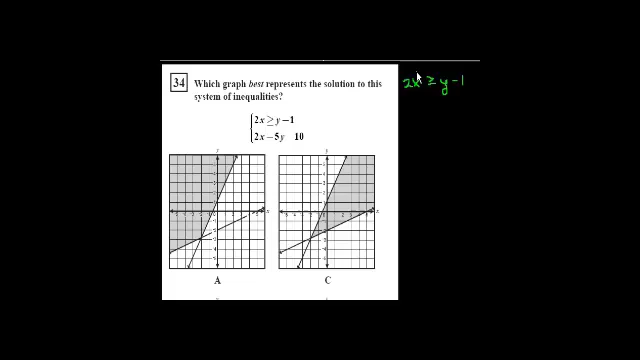 34 Which graph best represents the solution to this
system of inequalities?
2x ≥ y − 1
2x − 5y 10
2x ≥ y − 1
y
x
y
x
A
C